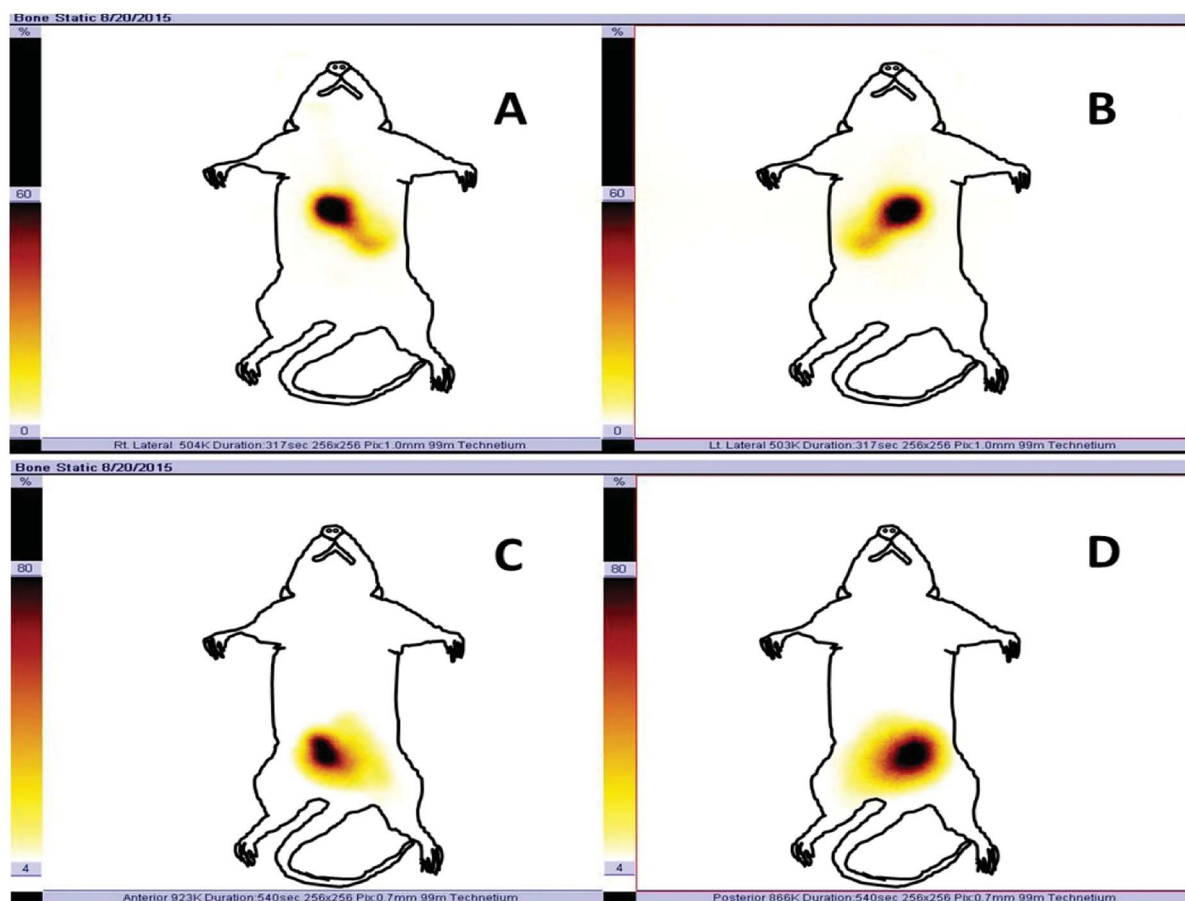 Bone Static 8/20/2015
%
%
A
B
60
60
0
0
Rt. Lateral 504K Duration:317sec 256x256 Pix:1.0mm 99m Technetium
Lt. Lateral 503K Duration:317sec 256x256 Pix:1.0mm 99m Technetium
Bone Static 8/20/2015
%
%
C
D
80
80
4
4
Anterior 923K Duration:540sec 256x256 Pix:0.7mm 99m Technetium
Posterior 866K Duration:540sec 256x256 Pix:0.7mm 99m Technetium